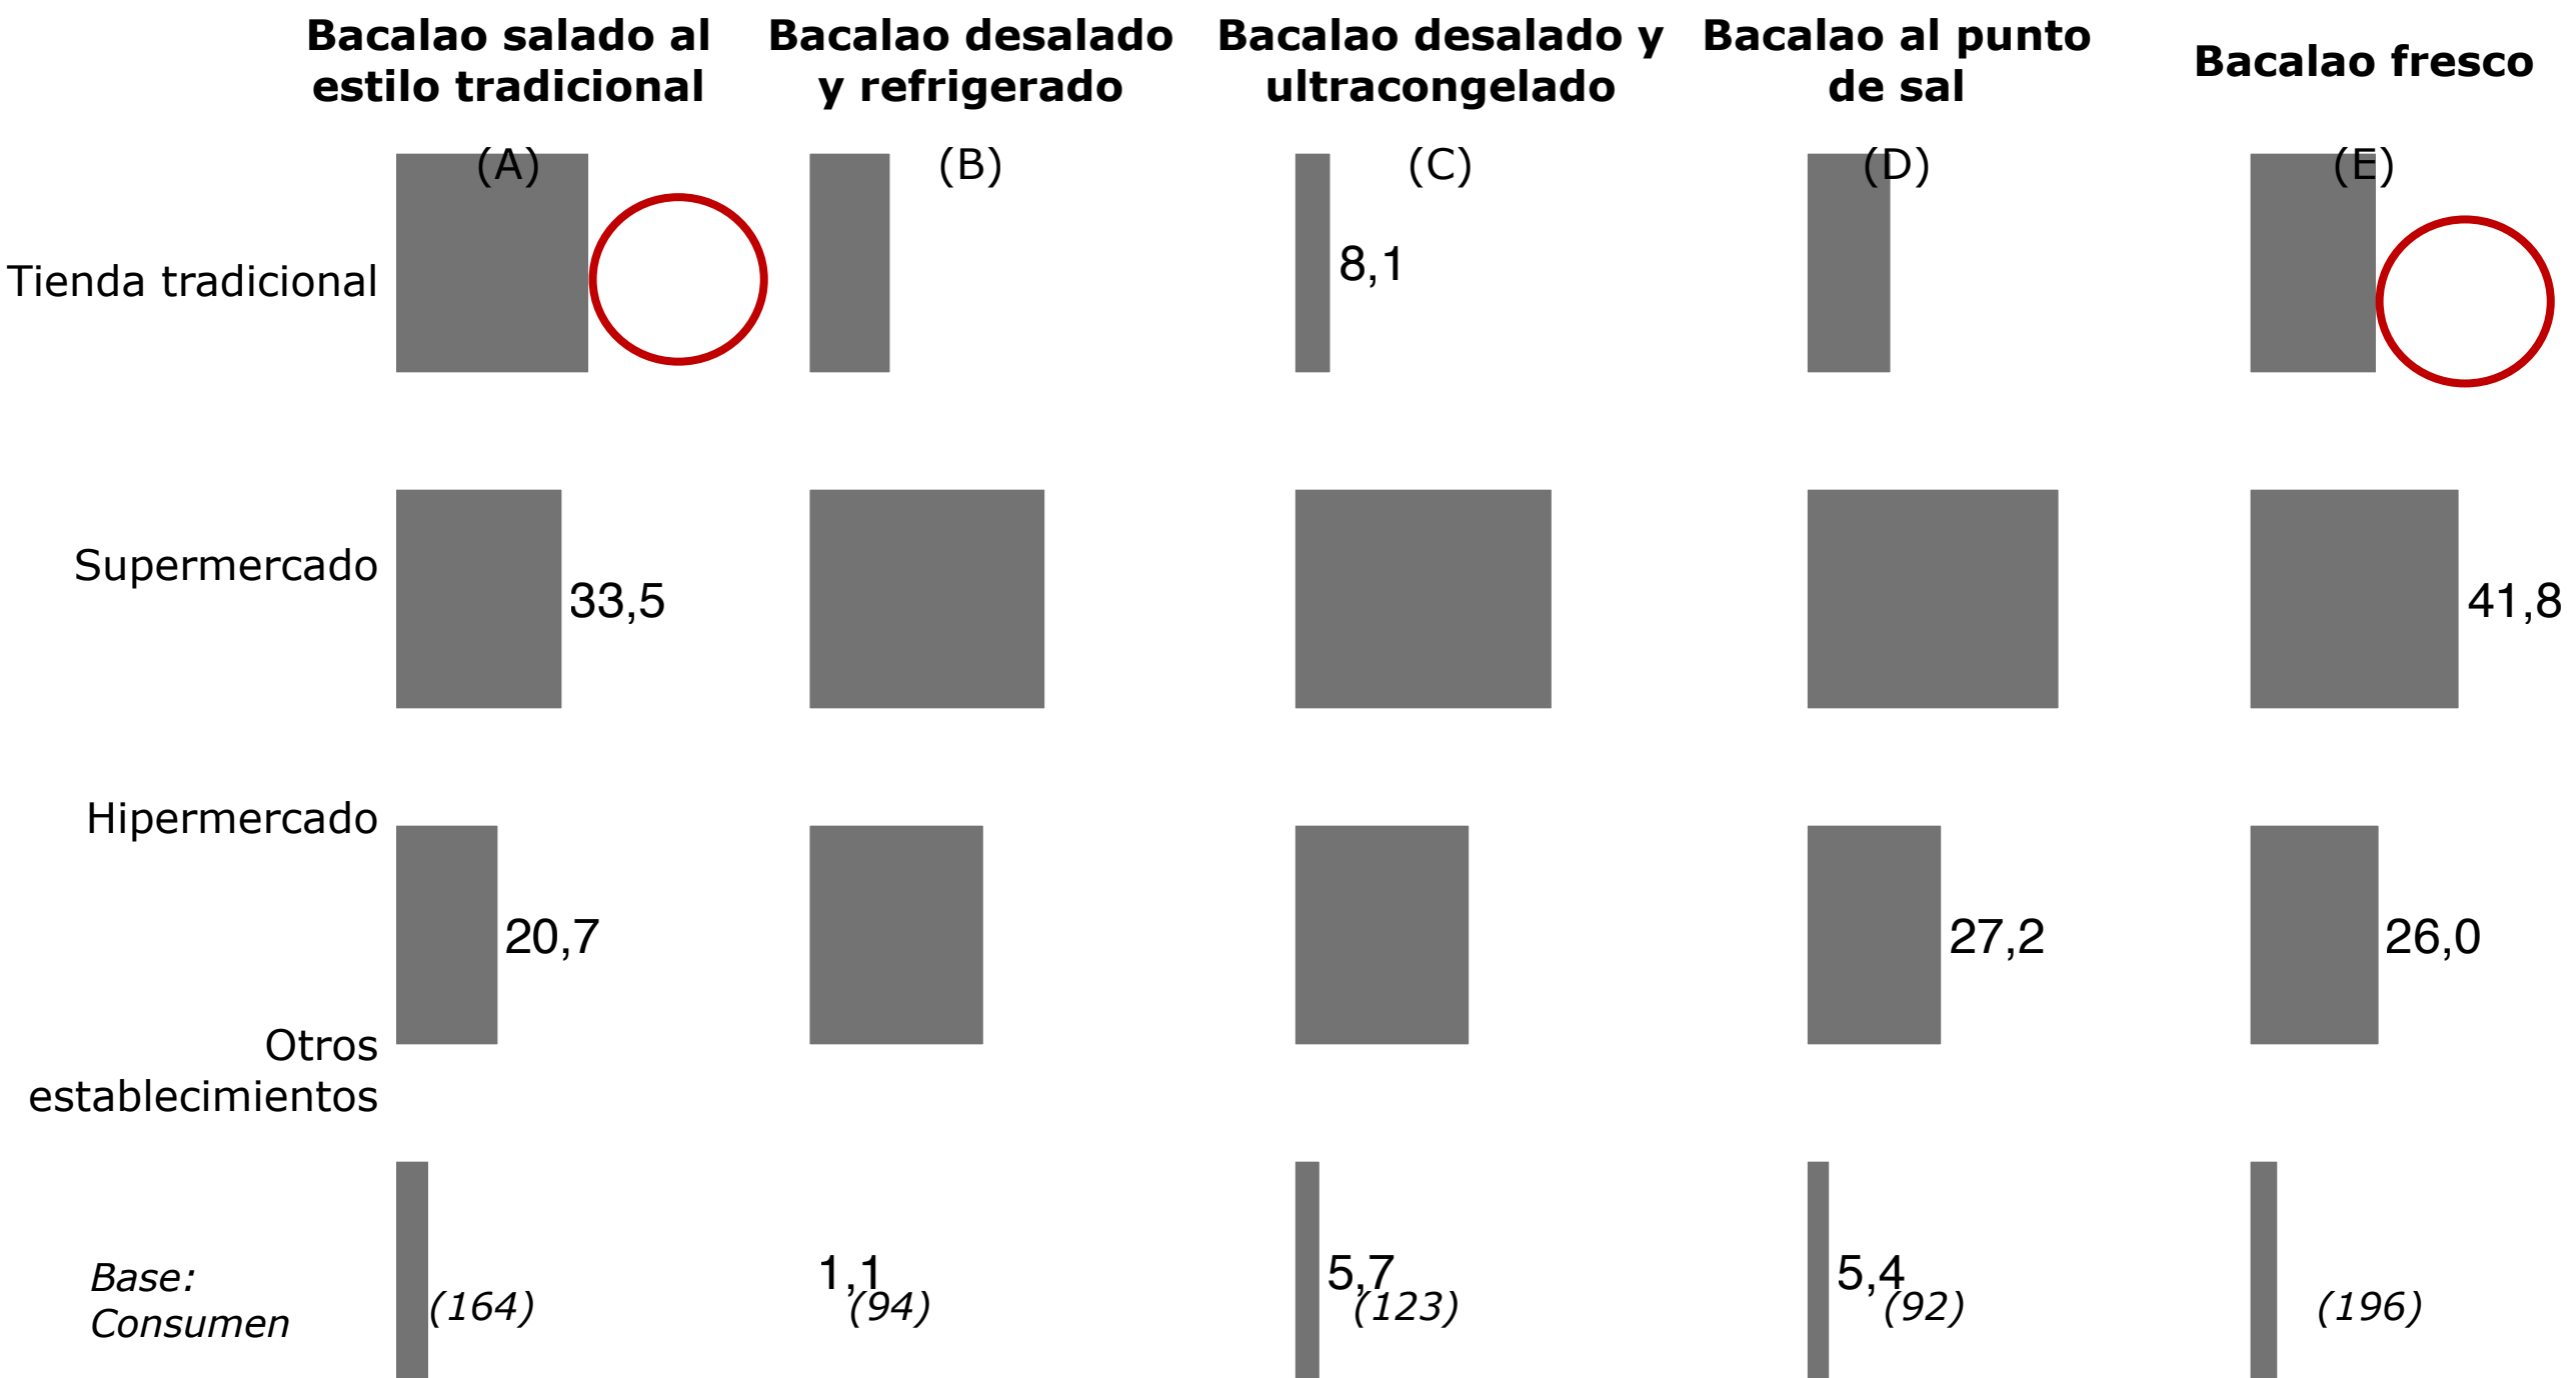 Bacalao salado al
estilo tradicional
Bacalao desalado
y refrigerado
Bacalao desalado y
ultracongelado
Bacalao al punto
de sal
Bacalao fresco
(A)
(B)
(C)
(D)
(E)
Tienda tradicional
8,1
Supermercado
33,5
41,8
Hipermercado
20,7
27,2
26,0
Otros
establecimientos
1,1
5,7
5,4
Base:
Consumen
(164)
(94)
(123)
(92)
(196)